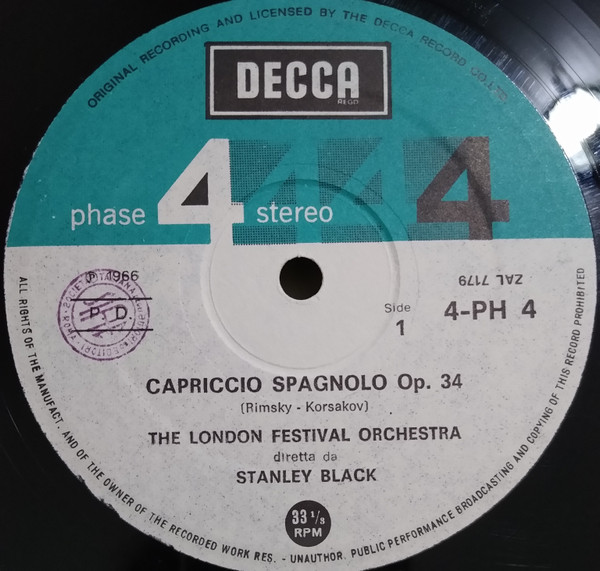 ORIGINAL RECORDING AND LICENSED BY THE DECCA RECORD CO. LTD.
DECCA
REGD
phase 4 stereo 4
℗ 1966
P. D.
ZAL 7179
Side
1
4-PH 4
CAPRICCIO SPAGNOLO Op. 34
(Rimsky - Korsakov)
THE LONDON FESTIVAL ORCHESTRA
diretta da
STANLEY BLACK
33 1/3
RPM
ALL RIGHTS OF THE MANUFACT. AND OF THE OWNER OF THE RECORDED WORK RES. - UNAUTHOR. PUBLIC PERFORMANCE BROADCASTING AND COPYING OF THIS RECORD PROHIBITED